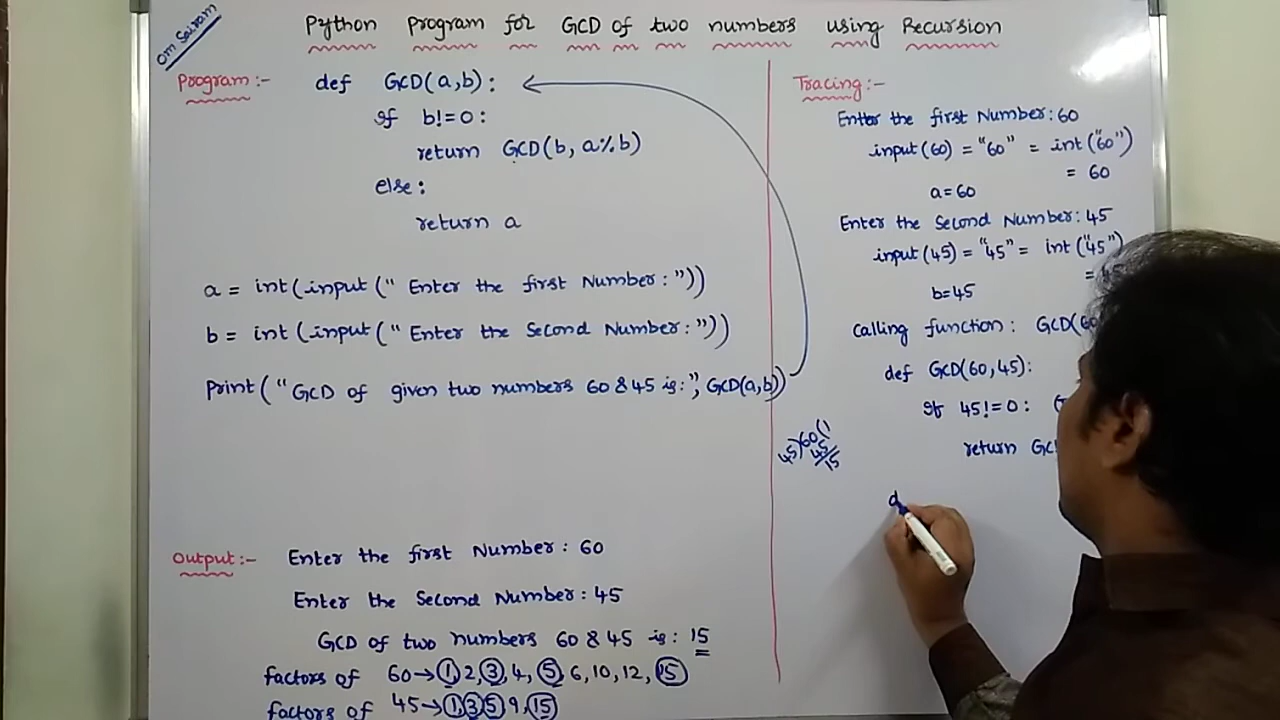 Om Sairam
Python Program for GCD of two numbers using Recursion
Program:-
def GCD(a,b):
if b!=0:
return GCD(b, a%b)
else:
return a
a = int(input("Enter the first Number:"))
b = int(input("Enter the Second Number:"))
Print("GCD of given two numbers 60 & 45 is:", GCD(a,b))
Output:-
Enter the first Number: 60
Enter the Second Number: 45
GCD of two numbers 60 & 45 is: 15
factors of 60→1 2, 3, 4, 5, 6, 10, 12, 15
factors of 45→1,3 5 9, 15
Tracing:-
Enter the first Number: 60
input(60) = "60" = int("60")
= 60
a=60
Enter the Second Number: 45
input(45) = "45" = int("45")
=
b=45
Calling function: GCD(60
def GCD(60,45):
if 45!=0:
return
45)60(1
45
15
d